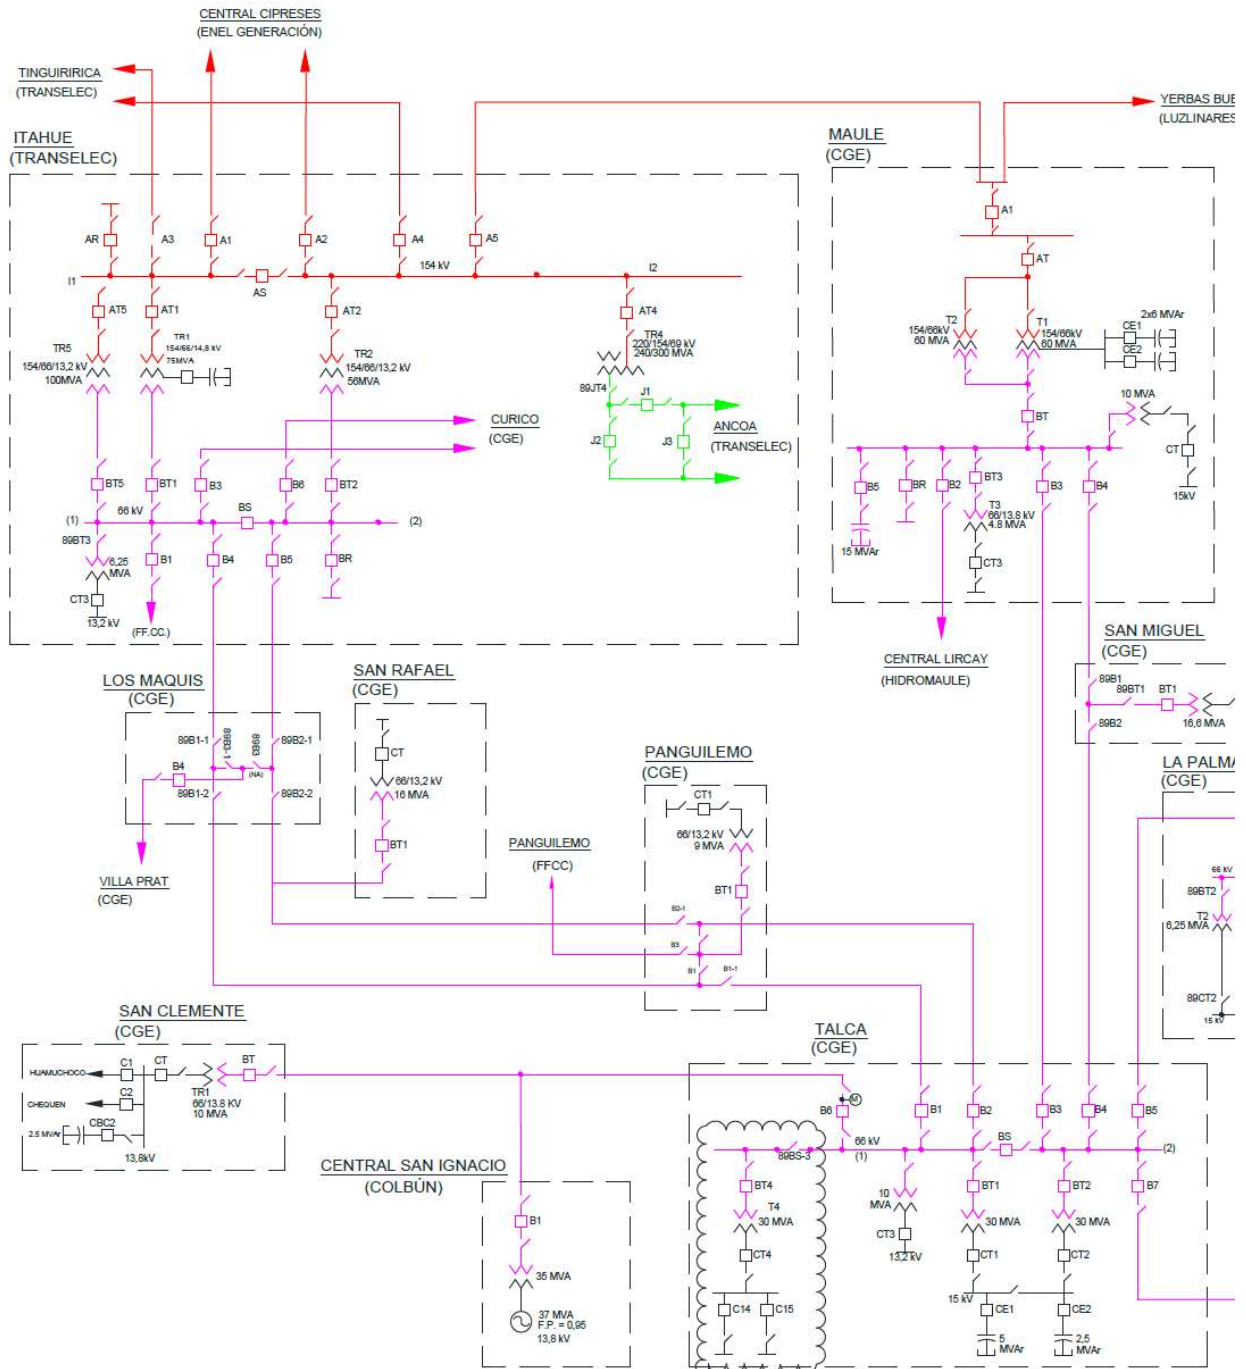 CENTRAL CIPRESES
(ENEL GENERACIÓN)
TINGUIRIRICA
(TRANSELEC)
YERBAS BUE
(LUZLINARES
ITAHUE
(TRANSELEC)
MAULE
(CGE)
AR
A3
A1
A2
A4
A5
I1
154 kV
I2
AS
AT5
AT1
AT2
AT4
TR5
154/66/13,2 kV
100MVA
TR1
154/66/14,8 kV
75MVA
TR2
154/66/13,2 kV
56MVA
TR4
220/154/69 kV
240/300 MVA
89JT4
J1
J2
J3
ANCOA
(TRANSELEC)
CURICO
(CGE)
BT5
BT1
B3
B6
BT2
66 kV
BS
(1)
(2)
89BT3
6,25
MVA
B1
B4
B5
BR
CT3
13,2 kV
(FF.CC.)
A1
AT
T2
154/66kV
60 MVA
T1
154/66kV
60 MVA
2x6 MVAr
CE1
CE2
10 MVA
BT
CT
15kV
B5
BR
B2
BT3
B3
B4
15 MVAr
T3
66/13.8 kV
4.8 MVA
CT3
CENTRAL LIRCAY
(HIDROMAULE)
SAN MIGUEL
(CGE)
89B1
89BT1
BT1
16,6 MVA
89B2
LOS MAQUIS
(CGE)
89B1-1
89B3-1
89B3
(NA)
89B2-1
B4
89B1-2
89B2-2
VILLA PRAT
(CGE)
SAN RAFAEL
(CGE)
CT
66/13,2 kV
16 MVA
BT1
PANGUILEMO
(CGE)
CT1
66/13,2 kV
9 MVA
BT1
B2-1
B3
B1
B1-1
PANGUILEMO
(FFCC)
LA PALMA
(CGE)
66 kV
89BT2
T2
6,25 MVA
89CT2
15 kV
SAN CLEMENTE
(CGE)
HUAMUCHOCO
C1
CT
BT
CHEQUEN
C2
TR1
66/13.8 KV
10 MVA
2.5 MVAr
CBC2
13,8kV
CENTRAL SAN IGNACIO
(COLBÚN)
B1
35 MVA
37 MVA
F.P. = 0,95
13,8 kV
TALCA
(CGE)
M
B6
B1
B2
B3
B4
B5
66 kV
BS
89BS-3
(1)
(2)
BT4
10
MVA
BT1
BT2
B7
T4
30 MVA
30 MVA
30 MVA
CT4
CT3
13,2 kV
CT1
CT2
15 kV
C14
C15
CE1
CE2
5
MVAr
2,5
MVAr